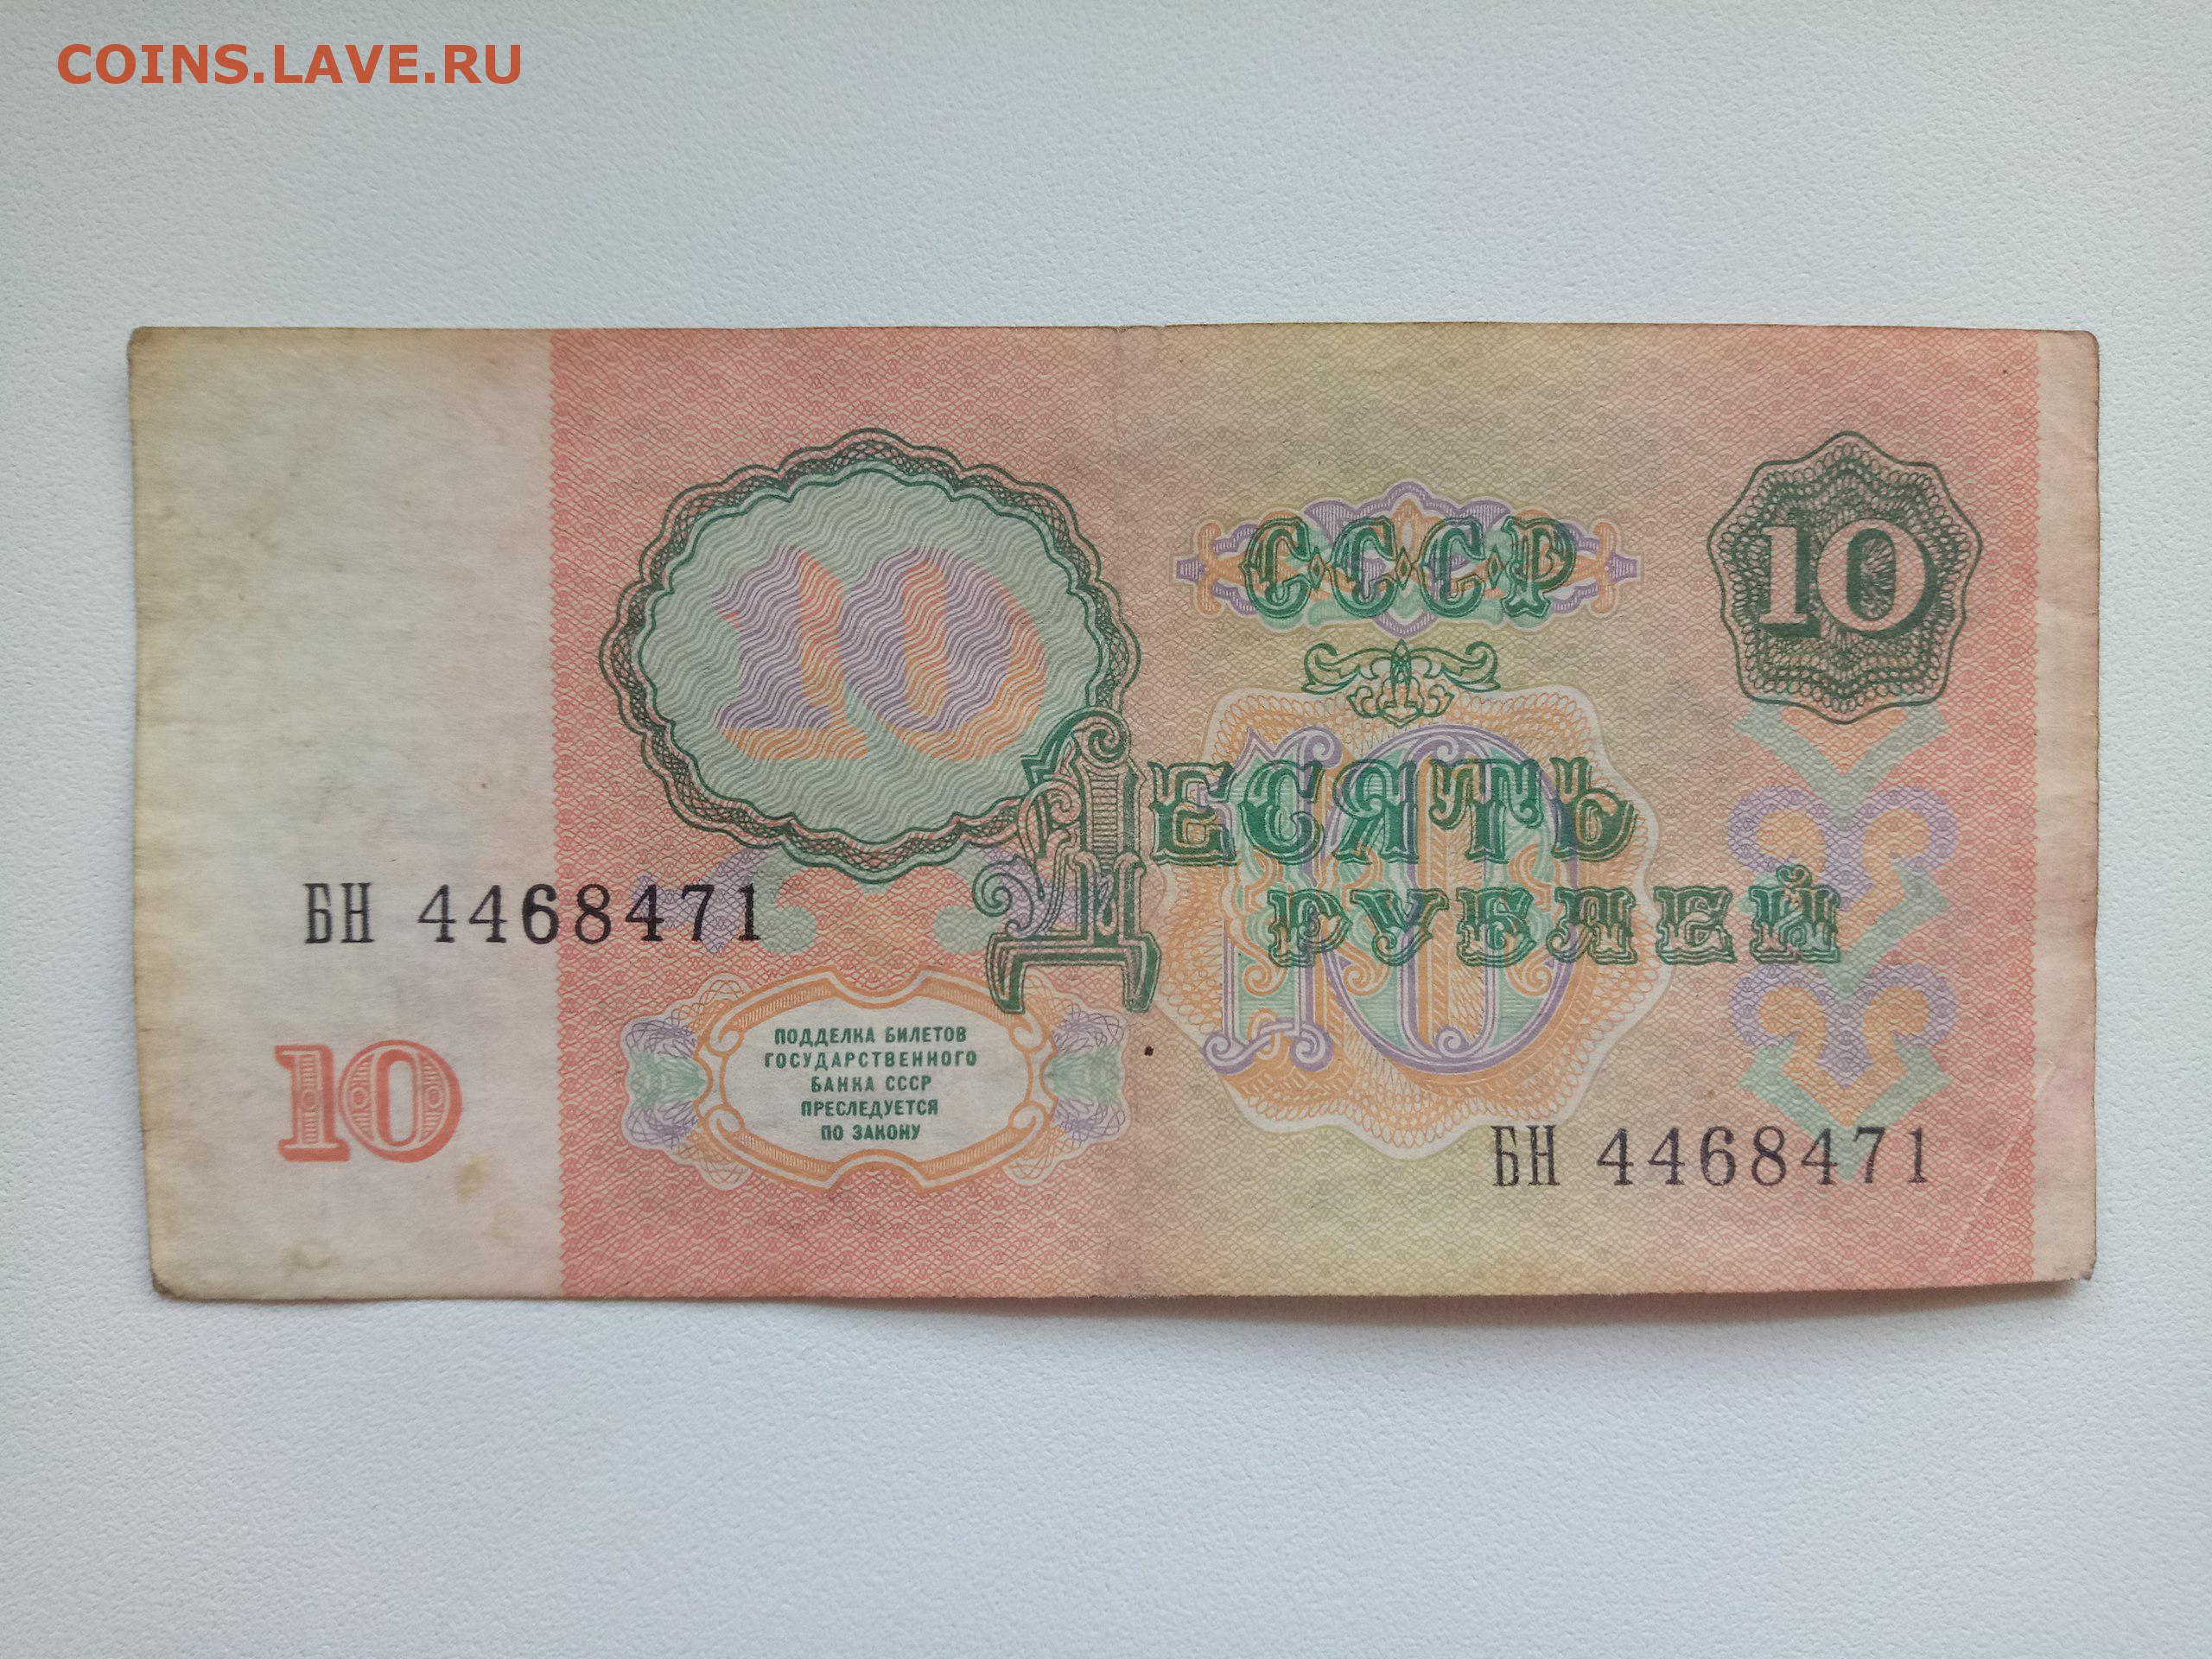 COINS.LAVE.RU
10
СССР
10
ДЕСЯТЬ
РУБЛЕЙ
10
БН 4468471
10
ПОДДЕЛКА БИЛЕТОВ
ГОСУДАРСТВЕННОГО
БАНКА СССР
ПРЕСЛЕДУЕТСЯ
ПО ЗАКОНУ
БН 4468471